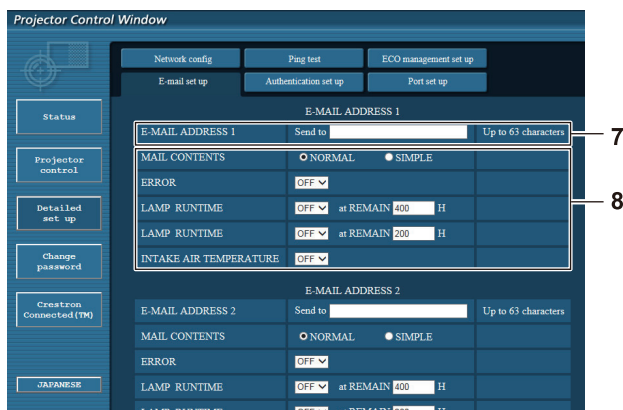 Projector Control Window
Network config Ping test ECO management set up
E-mail set up Authentication set up Port set up
Status
Projector control
Detailed set up
Change password
Crestron Connected(TM)
JAPANESE
E-MAIL ADDRESS 1
E-MAIL ADDRESS 1 Send to Up to 63 characters
7
MAIL CONTENTS NORMAL SIMPLE
8
ERROR OFF
LAMP RUNTIME OFF at REMAIN 400 H
LAMP RUNTIME OFF at REMAIN 200 H
INTAKE AIR TEMPERATURE OFF
E-MAIL ADDRESS 2
E-MAIL ADDRESS 2 Send to Up to 63 characters
MAIL CONTENTS NORMAL SIMPLE
ERROR OFF
LAMP RUNTIME OFF at REMAIN 400 H